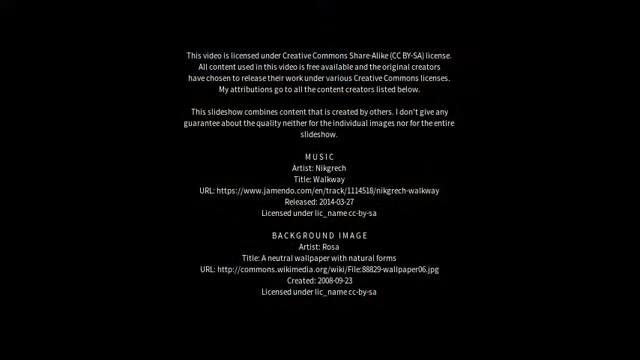 This video is licensed under Creative Commons Share-Alike (CC BY-SA) license.
All content used in this video is free available and the original creators
have chosen to release their work under various Creative Commons licenses.
My attributions go to all the content creators listed below.
This slideshow combines content that is created by others. I don't give any
guarantee about the quality neither for the individual images nor for the entire
slideshow.
MUSIC
Artist: Nikgrech
Title: Walkway
URL: https://www.jamendo.com/en/track/1114518/nikgrech-walkway
Released: 2014-03-27
Licensed under lic_name cc-by-sa
BACKGROUND IMAGE
Artist: Rosa
Title: A neutral wallpaper with natural forms
URL: http://commons.wikimedia.org/wiki/File:88829-wallpaper06.jpg
Created: 2008-09-23
Licensed under lic_name cc-by-sa